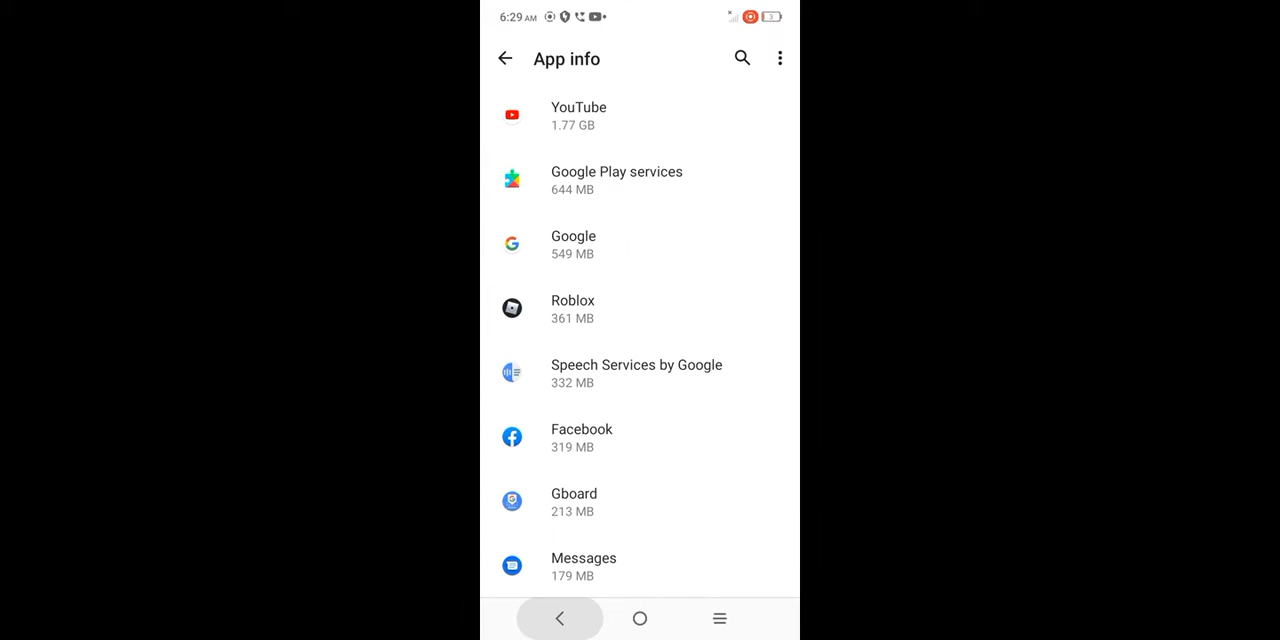 6:29 AM
3
App info
YouTube
1.77 GB
Google Play services
644 MB
Google
549 MB
Roblox
361 MB
Speech Services by Google
332 MB
Facebook
319 MB
Gboard
213 MB
Messages
179 MB